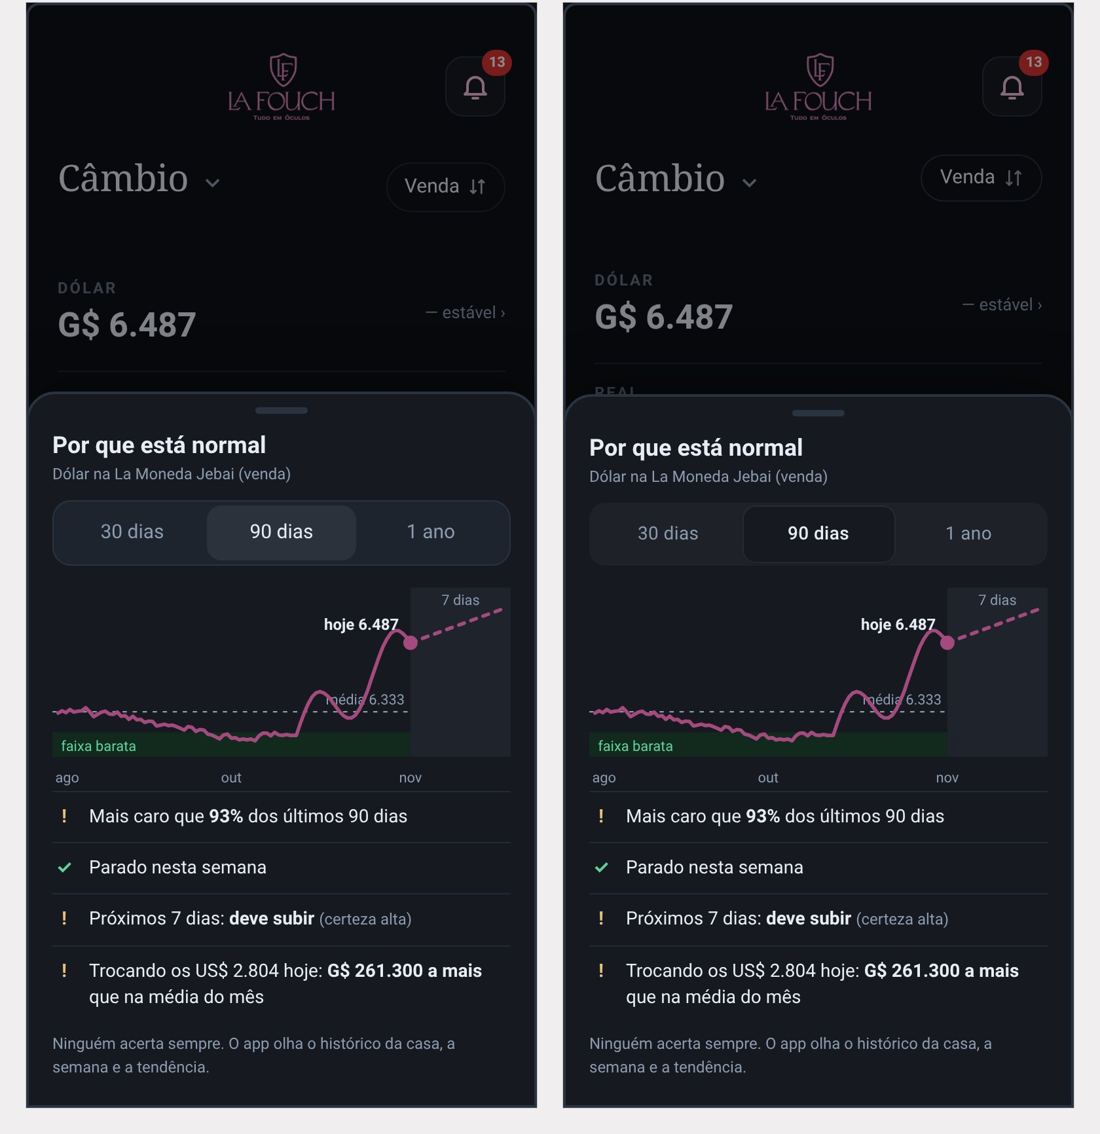 13
LF
LA FOUCH
TUDO EM ÓCULOS
Câmbio
Venda
DÓLAR
G$ 6.487
— estável ›
Por que está normal
Dólar na La Moneda Jebai (venda)
30 dias
90 dias
1 ano
7 dias
hoje 6.487
média 6.333
faixa barata
ago
out
nov
! Mais caro que 93% dos últimos 90 dias
Parado nesta semana
! Próximos 7 dias: deve subir (certeza alta)
! Trocando os US$ 2.804 hoje: G$ 261.300 a mais
que na média do mês
Ninguém acerta sempre. O app olha o histórico da casa, a
semana e a tendência.
13
LF
LA FOUCH
TUDO EM ÓCULOS
Câmbio
Venda
DÓLAR
G$ 6.487
— estável ›
REAL
Por que está normal
Dólar na La Moneda Jebai (venda)
30 dias
90 dias
1 ano
7 dias
hoje 6.487
média 6.333
faixa barata
ago
out
nov
! Mais caro que 93% dos últimos 90 dias
Parado nesta semana
! Próximos 7 dias: deve subir (certeza alta)
! Trocando os US$ 2.804 hoje: G$ 261.300 a mais
que na média do mês
Ninguém acerta sempre. O app olha o histórico da casa, a
semana e a tendência.